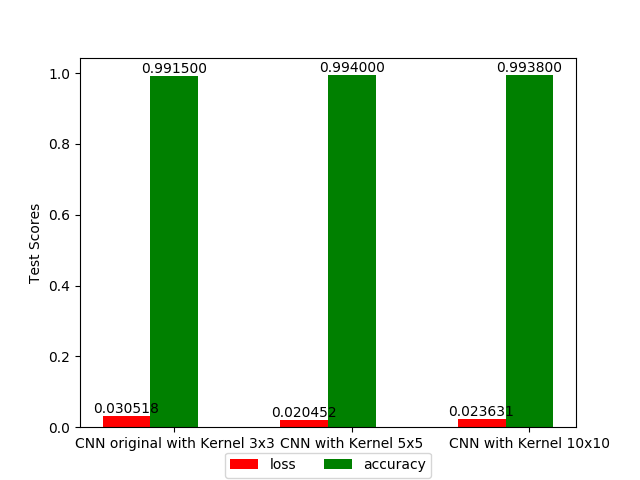 0.991500 0.994000 0.993800
1.0
0.8
0.6
0.4
0.2
0.0
Test Scores
0.030518 0.020452 0.023631
CNN original with Kernel 3x3 CNN with Kernel 5x5 CNN with Kernel 10x10
loss accuracy